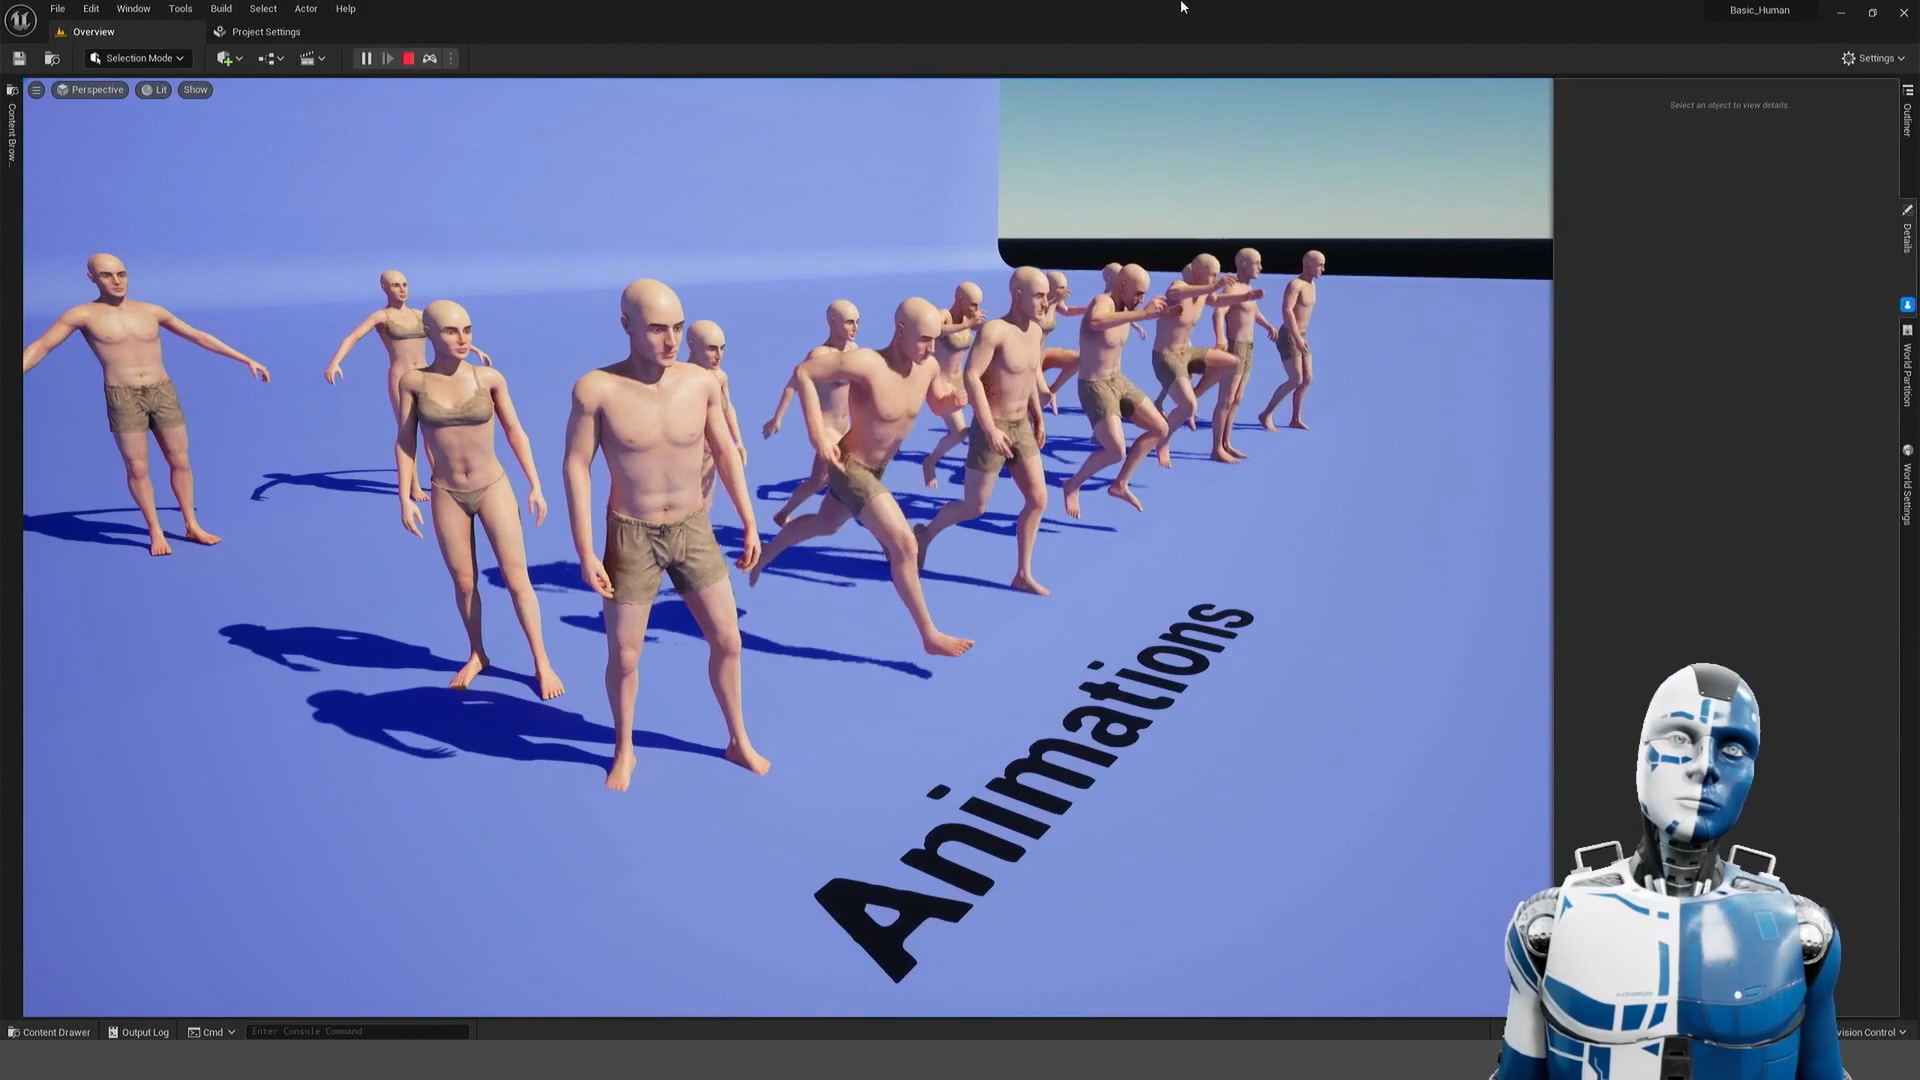 File Edit Window Tools Build Select Actor Help
Basic_Human
Overview
Project Settings
Selection Mode
Settings
Perspective
Lit
Show
Select an object to view details.
Content Brow...
Outliner
Details
World Partition
World Settings
Animations
Content Drawer
Output Log
Cmd
Enter Console Command
vision Control